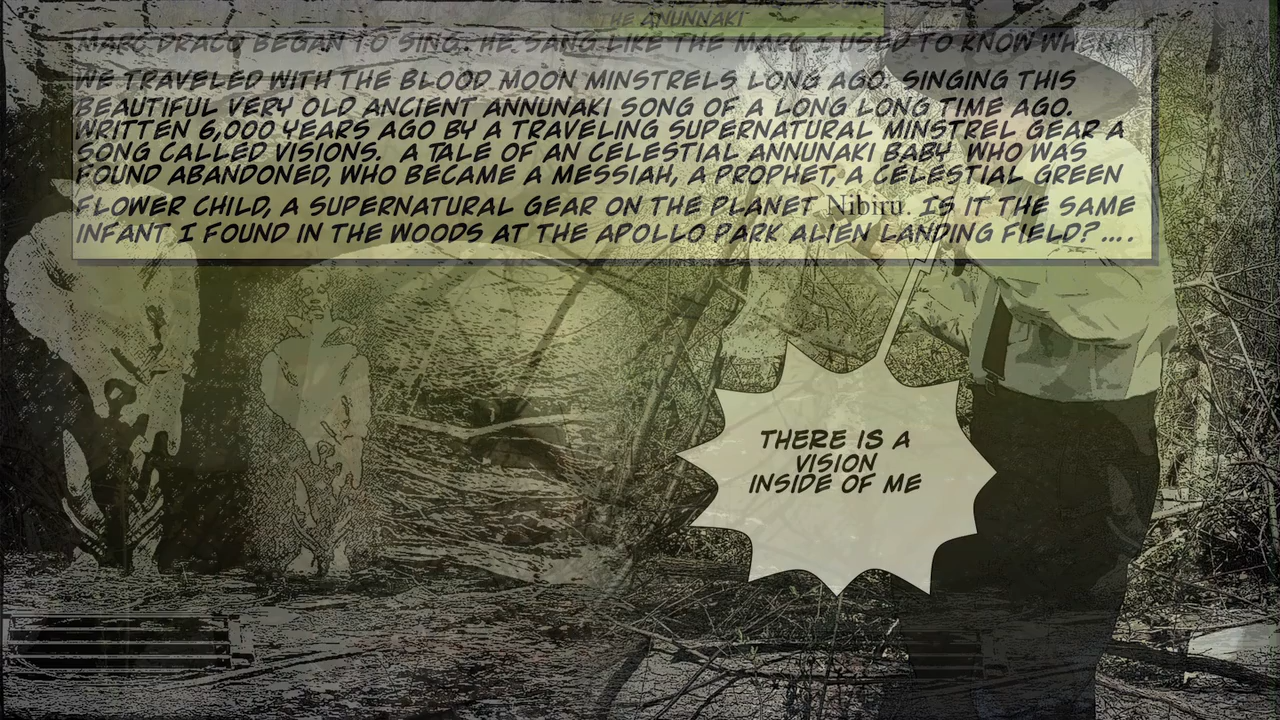 THE ANUNNAKI
MARC DRACO BEGAN TO SING. HE SANG LIKE THE MARC I USED TO KNOW WHEN
WE TRAVELED WITH THE BLOOD MOON MINSTRELS LONG AGO. SINGING THIS
BEAUTIFUL VERY OLD ANCIENT ANNUNAKI SONG OF A LONG LONG TIME AGO.
WRITTEN 6,000 YEARS AGO BY A TRAVELING SUPERNATURAL MINSTREL GEAR A
SONG CALLED VISIONS. A TALE OF AN CELESTIAL ANNUNAKI BABY WHO WAS
FOUND ABANDONED, WHO BECAME A MESSIAH, A PROPHET, A CELESTIAL GREEN
FLOWER CHILD, A SUPERNATURAL GEAR ON THE PLANET Nibiru. IS IT THE SAME
INFANT I FOUND IN THE WOODS AT THE APOLLO PARK ALIEN LANDING FIELD?....
THERE IS A
VISION
INSIDE OF ME